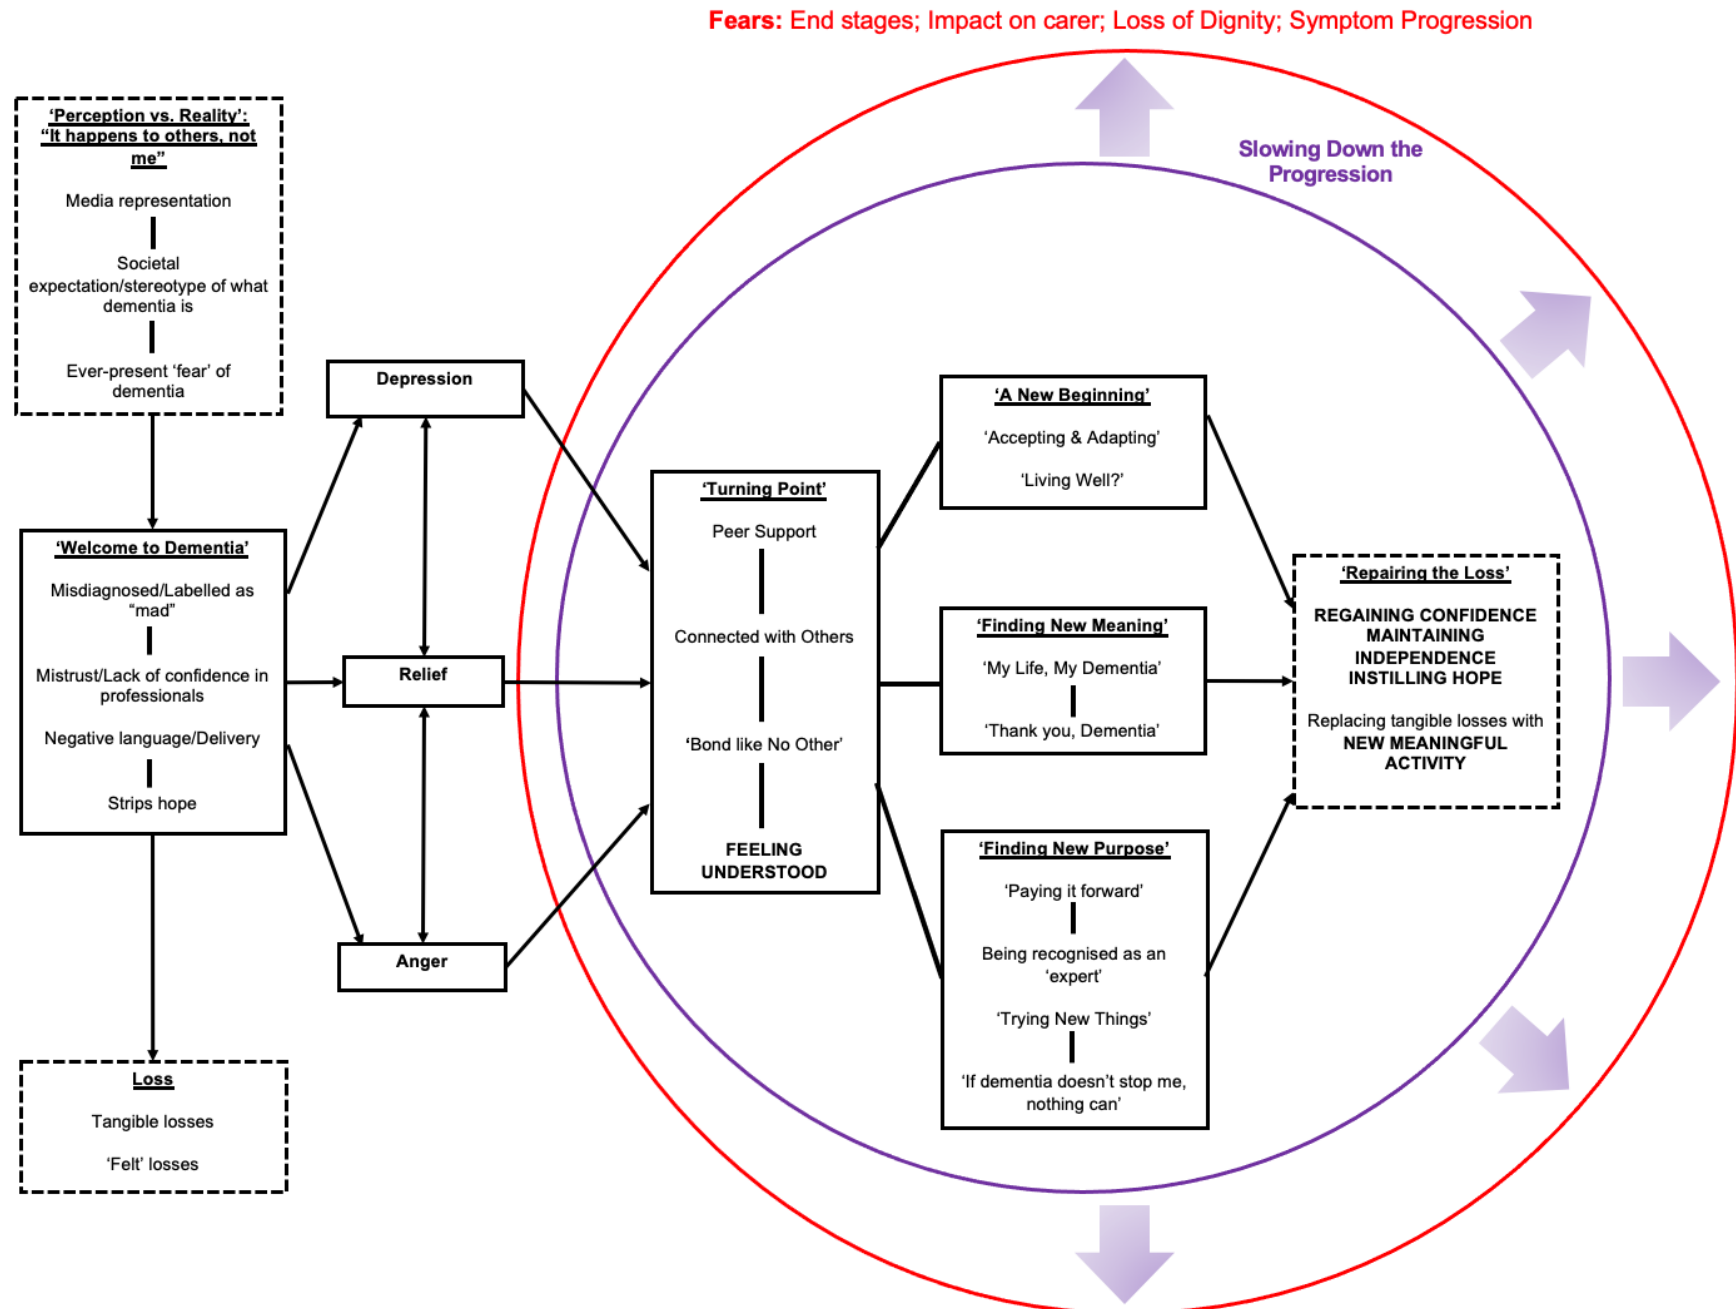 Fears: End stages; Impact on carer; Loss of Dignity; Symptom Progression
Slowing Down the
Progression
‘Perception vs. Reality’:
“It happens to others, not
me”
Media representation
Societal
expectation/stereotype of what
dementia is
Ever-present ‘fear’ of
dementia
‘Welcome to Dementia’
Misdiagnosed/Labelled as
“mad”
Mistrust/Lack of confidence in
professionals
Negative language/Delivery
Strips hope
Loss
Tangible losses
‘Felt’ losses
Depression
Relief
Anger
‘Turning Point’
Peer Support
Connected with Others
‘Bond like No Other’
FEELING
UNDERSTOOD
‘A New Beginning’
‘Accepting & Adapting’
‘Living Well?’
‘Finding New Meaning’
‘My Life, My Dementia’
‘Thank you, Dementia’
‘Finding New Purpose’
‘Paying it forward’
Being recognised as an
‘expert’
‘Trying New Things’
‘If dementia doesn’t stop me,
nothing can’
‘Repairing the Loss’
REGAINING CONFIDENCE
MAINTAINING
INDEPENDENCE
INSTILLING HOPE
Replacing tangible losses with
NEW MEANINGFUL
ACTIVITY